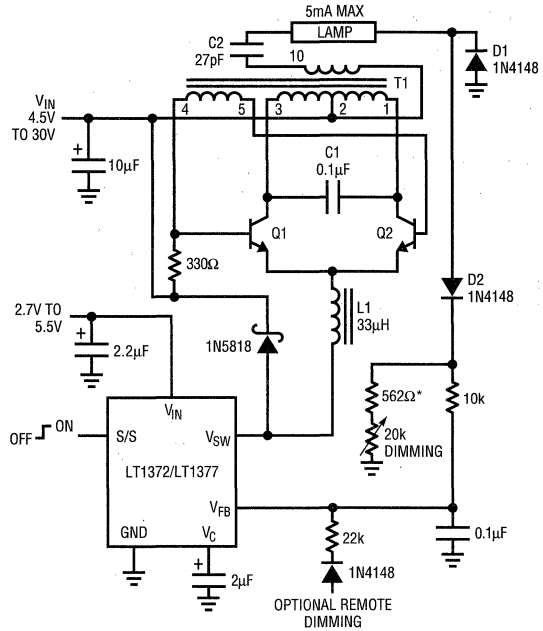 5mA MAX
LAMP
C2
27pF
10
D1
1N4148
T1
4
5
3
2
1
VIN
4.5V
TO 30V
+
10µF
C1
0.1µF
Q1
Q2
330Ω
D2
1N4148
L1
33µH
2.7V TO
5.5V
+
2.2µF
1N5818
562Ω*
10k
20k
DIMMING
VIN
ON
OFF
S/S
VSW
LT1372/LT1377
VFB
GND
VC
22k
0.1µF
+
2µF
1N4148
OPTIONAL REMOTE
DIMMING